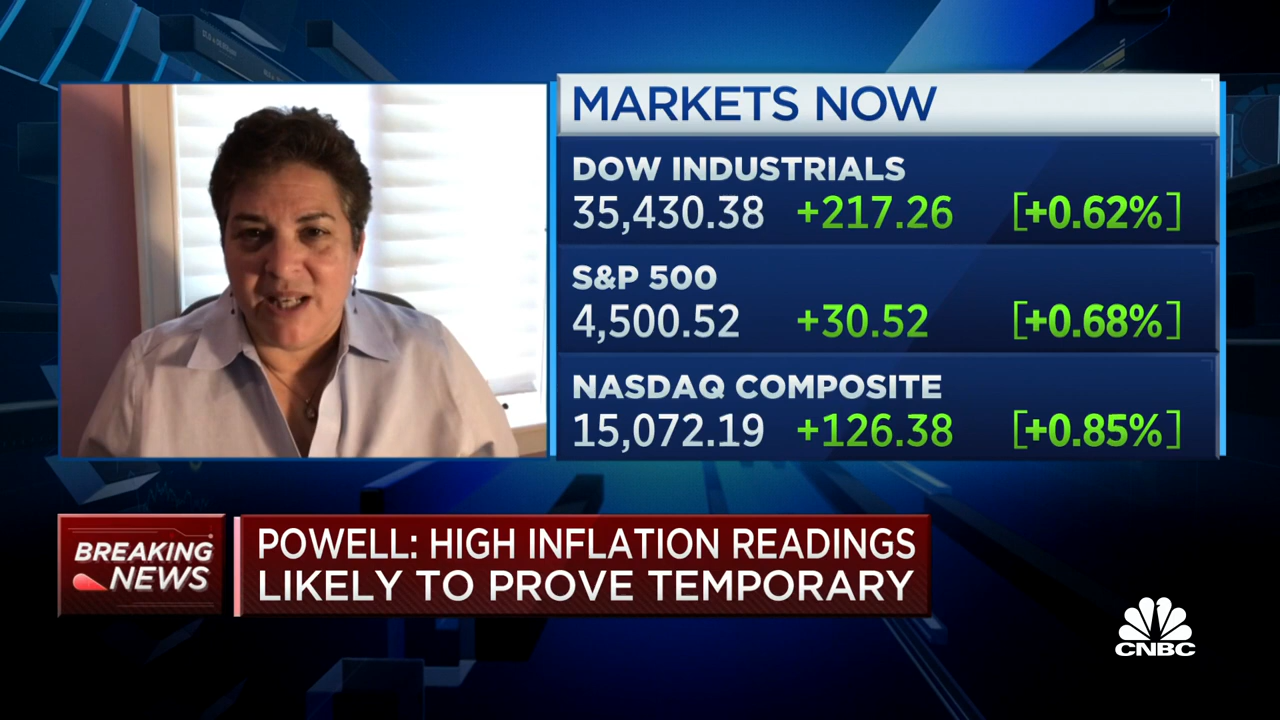 MARKETS NOW
DOW INDUSTRIALS
35,430.38 +217.26 [+0.62%]
S&P 500
4,500.52 +30.52 [+0.68%]
NASDAQ COMPOSITE
15,072.19 +126.38 [+0.85%]
BREAKING
NEWS
POWELL: HIGH INFLATION READINGS
LIKELY TO PROVE TEMPORARY
CNBC